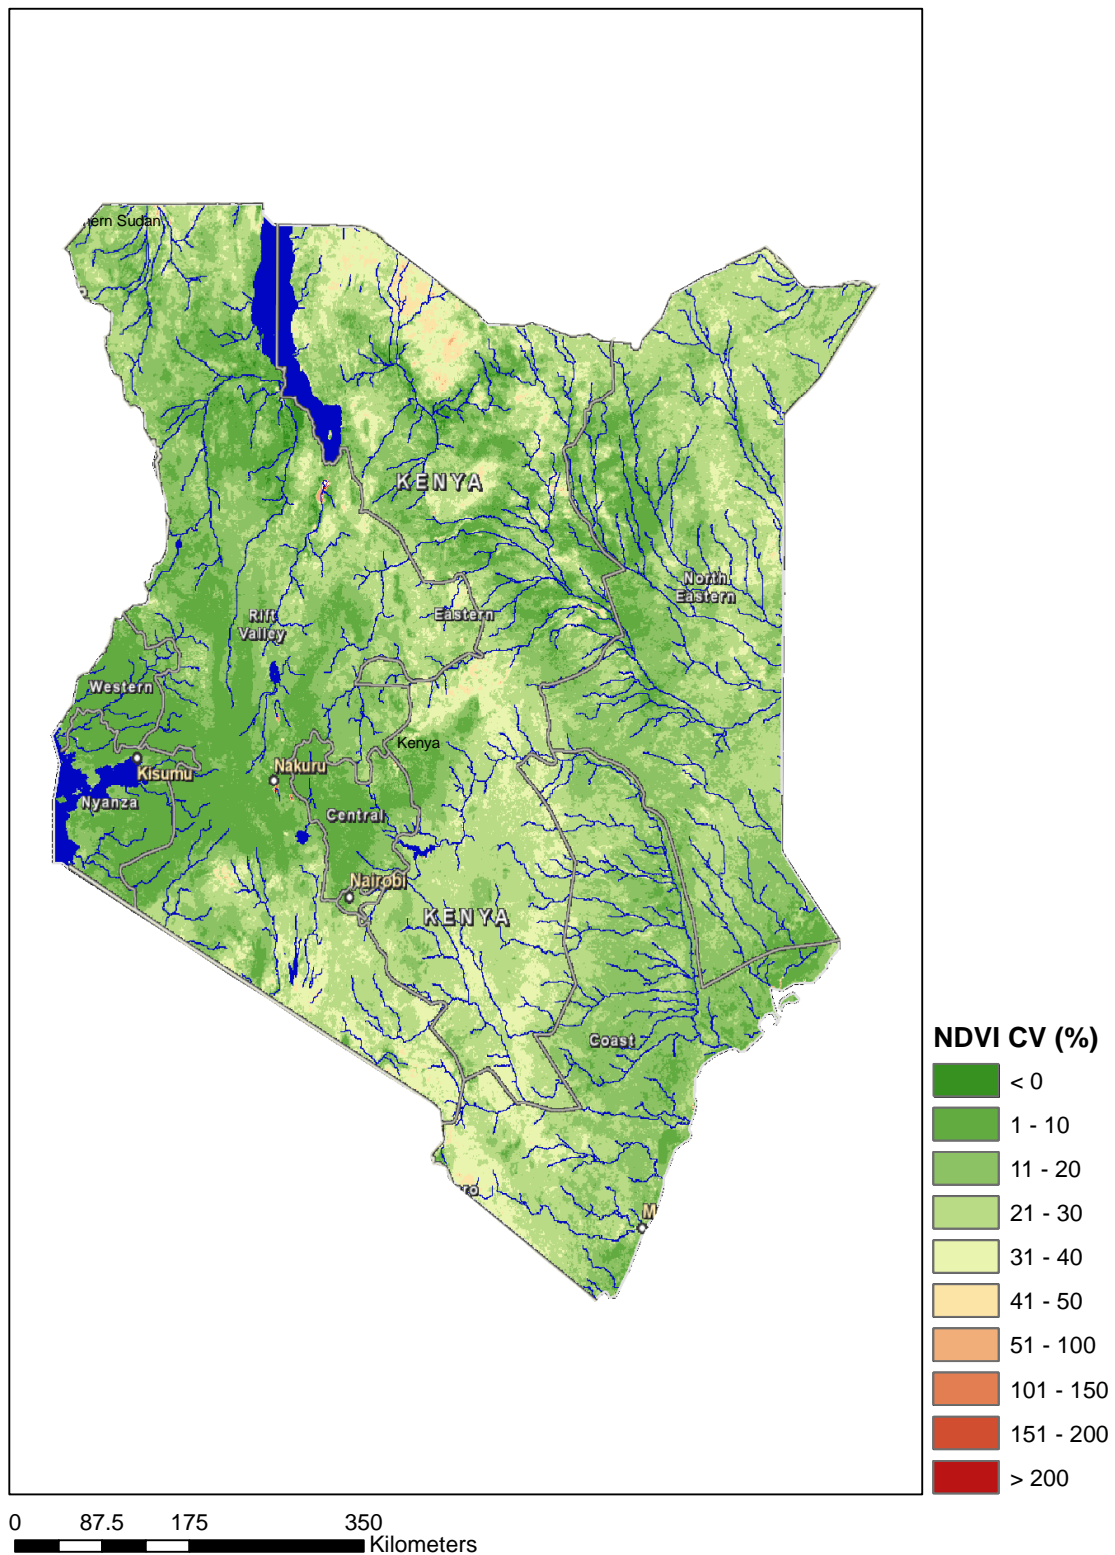 ern Sudan
KENYA
North
Eastern
Rift
Valley
Eastern
Western
Kenya
Kisumu
Nakuru
Nyanza
Central
Nairobi
KENYA
Coast
ro
M
NDVI CV (%)
< 0
1 - 10
11 - 20
21 - 30
31 - 40
41 - 50
51 - 100
101 - 150
151 - 200
> 200
0 87.5 175 350
Kilometers